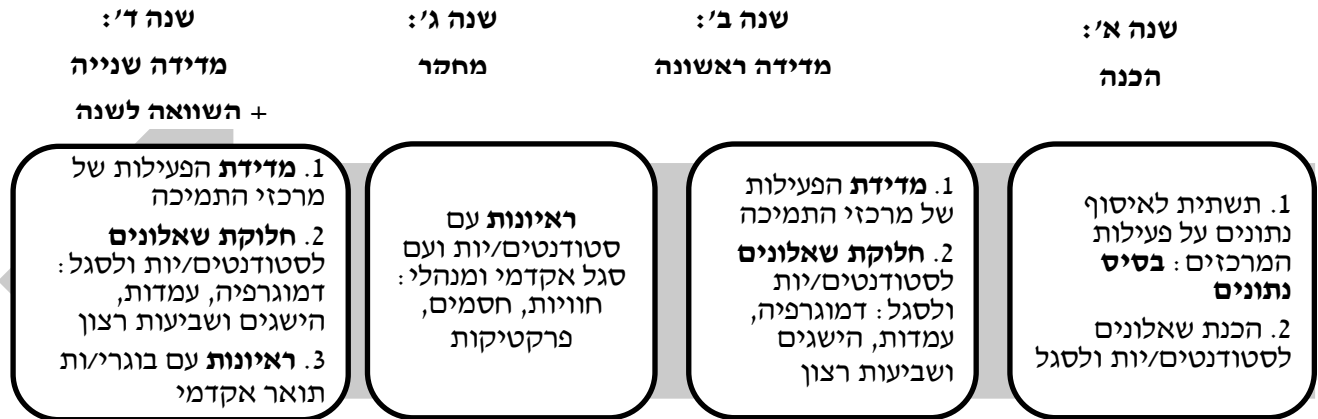 שנה א':
הכנה
1. תשתית לאיסוף
נתונים על פעילות
המרכזים: בסיס
נתונים
2. הכנת שאלונים
לסטודנטים/יות ולסגל
שנה ב':
מדידה ראשונה
1. מדידת הפעילות
של מרכזי התמיכה
2. חלוקת שאלונים
לסטודנטים/יות
ולסגל: דמוגרפיה,
עמדות, הישגים
ושביעות רצון
שנה ג':
מחקר
ראיונות עם
סטודנטים/יות ועם
סגל אקדמי ומנהלי:
חוויות, חסמים,
פרקטיקות
שנה ד':
מדידה שנייה
+ השוואה לשנה
1. מדידת הפעילות של
מרכזי התמיכה
2. חלוקת שאלונים
לסטודנטים/יות ולסגל:
דמוגרפיה, עמדות,
הישגים ושביעות רצון
3. ראיונות עם בוגרי/ות
תואר אקדמי